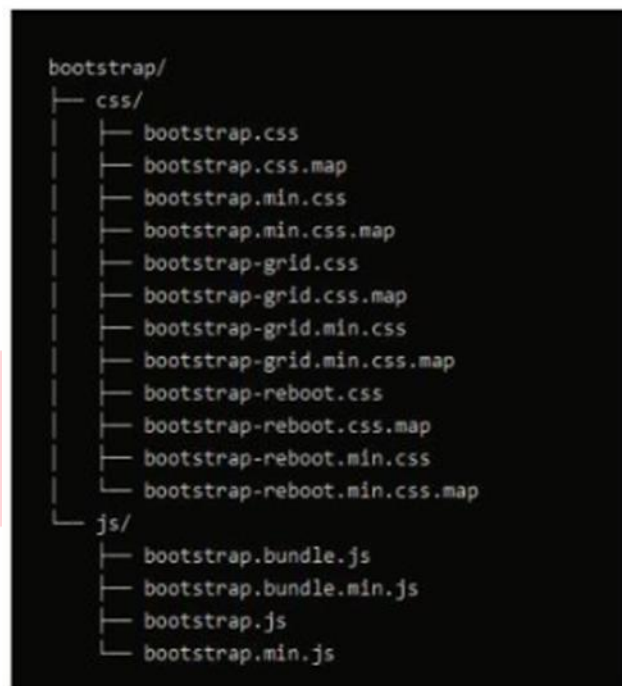 bootstrap/
├── css/
│   ├── bootstrap.css
│   ├── bootstrap.css.map
│   ├── bootstrap.min.css
│   ├── bootstrap.min.css.map
│   ├── bootstrap-grid.css
│   ├── bootstrap-grid.css.map
│   ├── bootstrap-grid.min.css
│   ├── bootstrap-grid.min.css.map
│   ├── bootstrap-reboot.css
│   ├── bootstrap-reboot.css.map
│   ├── bootstrap-reboot.min.css
│   └── bootstrap-reboot.min.css.map
└── js/
    ├── bootstrap.bundle.js
    ├── bootstrap.bundle.min.js
    ├── bootstrap.js
    └── bootstrap.min.js